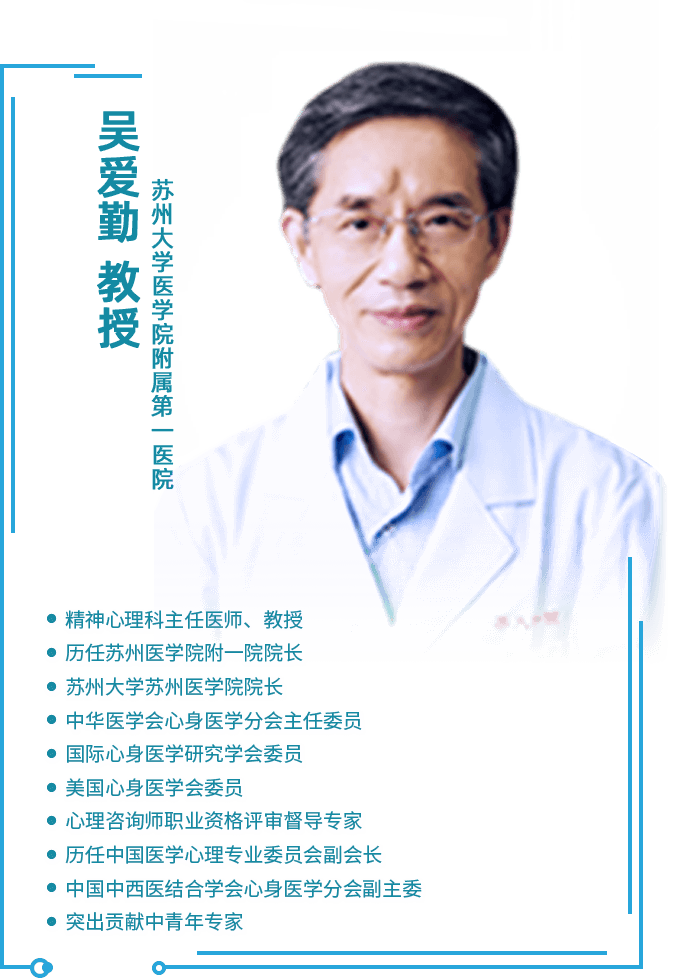 吴爱勤 教授
苏州大学医学院附属第一医院
精神心理科主任医师、教授
历任苏州医学院附一院院长
苏州大学苏州医学院院长
中华医学会心身医学分会主任委员
国际心身医学研究学会委员
美国心身医学会委员
心理咨询师职业资格评审督导专家
历任中国医学心理专业委员会副会长
中国中西医结合学会心身医学分会副主委
突出贡献中青年专家